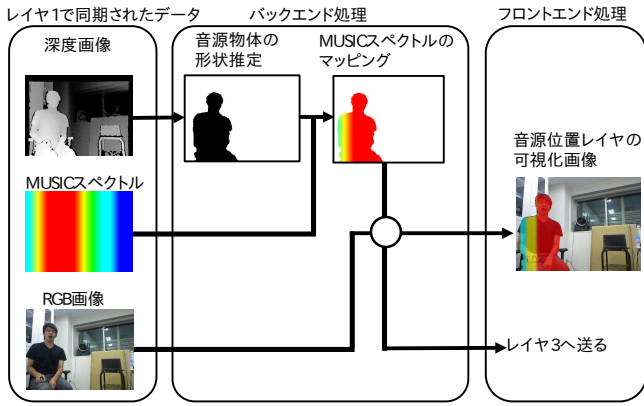 レイヤ1で同期されたデータ
バックエンド処理
フロントエンド処理
深度画像
音源物体の
形状推定
MUSICスペクトルの
マッピング
音源位置レイヤの
可視化画像
MUSICスペクトル
RGB画像
レイヤ3へ送る